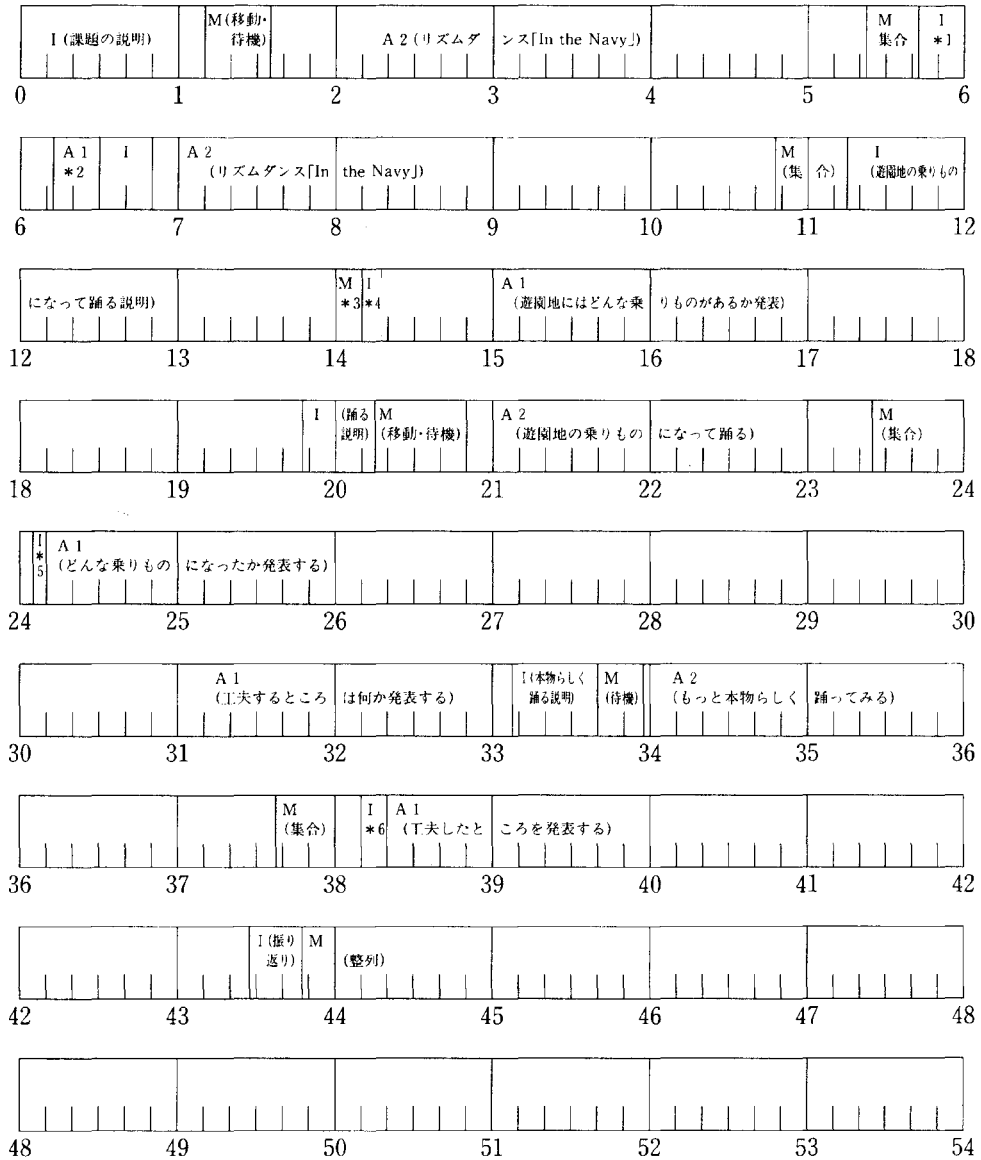 I (課題の説明) M(移動・ A 2 (リズムダンス「In the Navy」) M I
待機) 集合 *1
0 1 2 3 4 5 6
A 1 I A 2 M I
*2 (リズムダンス「In the Navy」) (集 合) (遊園地の乗りもの
6 7 8 9 10 11 12
M I A 1
になって踊る説明) *3 *4 (遊園地にはどんな乗りものがあるか発表)
12 13 14 15 16 17 18
I (踊る M A 2 M
説明) (移動・待機) (遊園地の乗りものになって踊る) (集合)
18 19 20 21 22 23 24
I A 1
*5 (どんな乗りものになったか発表する)
24 25 26 27 28 29 30
A 1 I (本物らしく M A 2
(工夫するところは何か発表する) 踊る説明) (待機) (もっと本物らしく踊ってみる)
30 31 32 33 34 35 36
M I A 1
(集合) *6 (工夫したところを発表する)
36 37 38 39 40 41 42
I (振り M
返り) (整列)
42 43 44 45 46 47 48
48 49 50 51 52 53 54